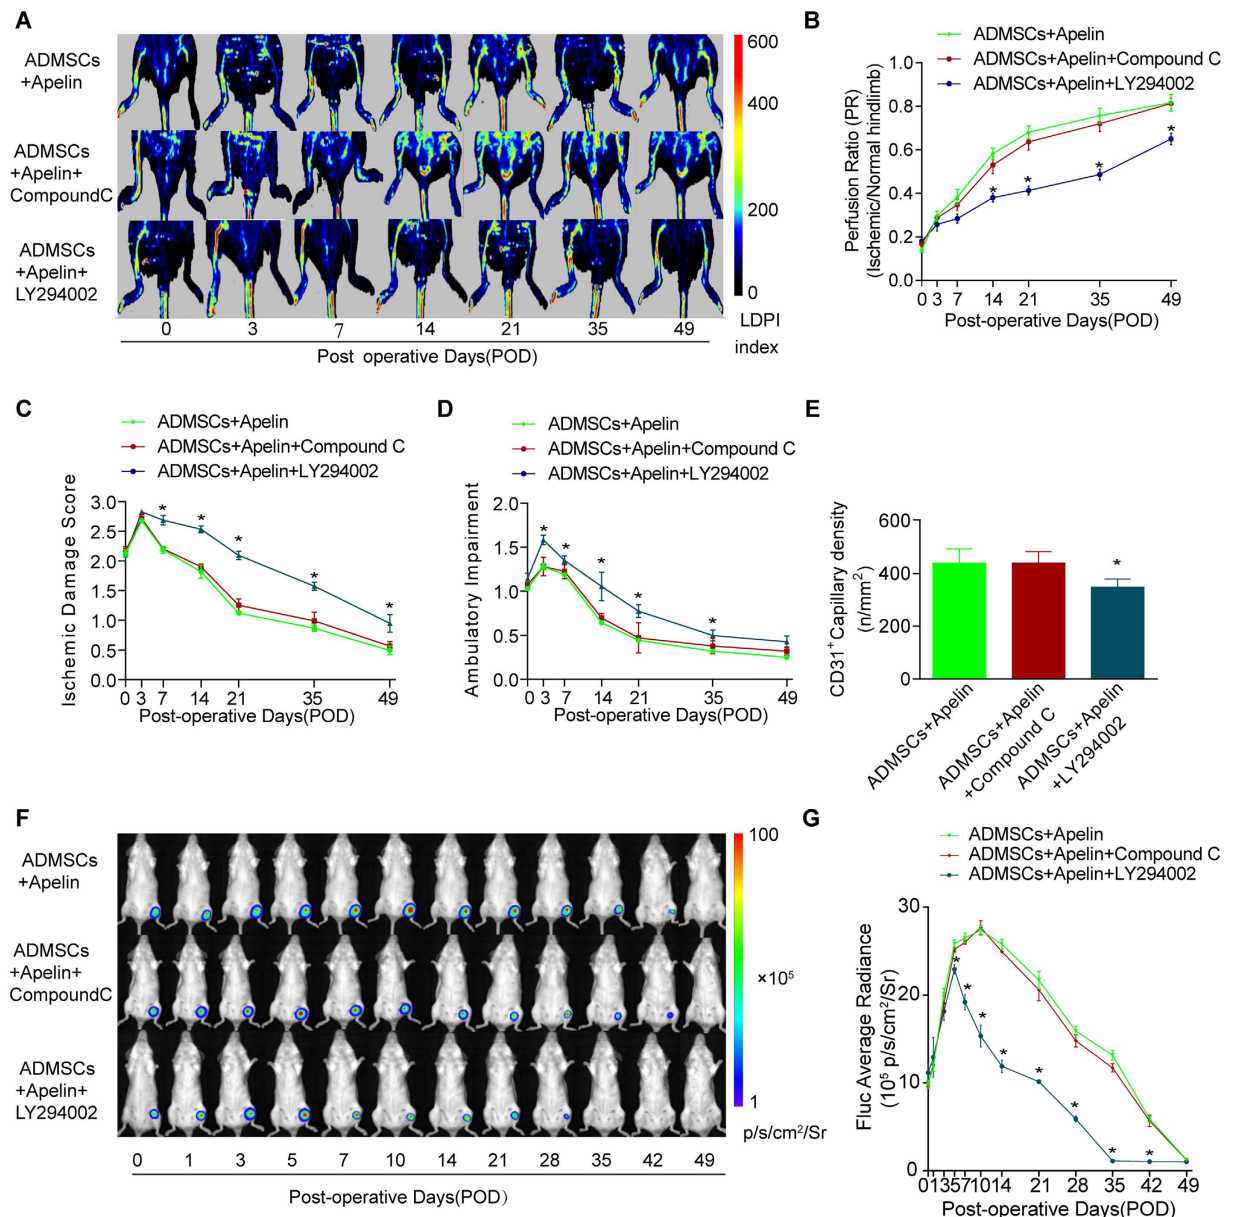 A
ADMSCs
+Apelin
ADMSCs
+Apelin+
CompoundC
ADMSCs
+Apelin+
LY294002
600
400
200
0
LDPI
index
0 3 7 14 21 35 49
Post operative Days(POD)
B
ADMSCs+Apelin
ADMSCs+Apelin+Compound C
ADMSCs+Apelin+LY294002
Perfusion Ratio (PR)
(Ischemic/Normal hindlimb)
1.0
0.8
0.6
0.4
0.2
0.0
* * * * *
0 3 7 14 21 35 49
Post-operative Days(POD)
C
ADMSCs+Apelin
ADMSCs+Apelin+Compound C
ADMSCs+Apelin+LY294002
Ischemic Damage Score
3.0
2.5
2.0
1.5
1.0
0.5
0.0
* * * * *
0 3 7 14 21 35 49
Post-operative Days(POD)
D
ADMSCs+Apelin
ADMSCs+Apelin+Compound C
ADMSCs+Apelin+LY294002
Ambulatory Impairment
2.0
1.5
1.0
0.5
0.0
* * * * *
0 3 7 14 21 35 49
Post-operative Days(POD)
E
CD31+Capillary density
(n/mm2)
600
400
200
0
*
ADMSCs+Apelin
ADMSCs+Apelin
+Compound C
ADMSCs+Apelin
+LY294002
F
ADMSCs
+Apelin
ADMSCs
+Apelin+
CompoundC
ADMSCs
+Apelin+
LY294002
100
×10⁵
1
p/s/cm²/Sr
0 1 3 5 7 10 14 21 28 35 42 49
Post-operative Days(POD)
G
ADMSCs+Apelin
ADMSCs+Apelin+Compound C
ADMSCs+Apelin+LY294002
Fluc Average Radiance
(10⁵ p/s/cm²/Sr)
30
20
10
0
* * * * * * * *
0 1 3 5 7 10 14 21 28 35 42 49
Post-operative Days(POD)